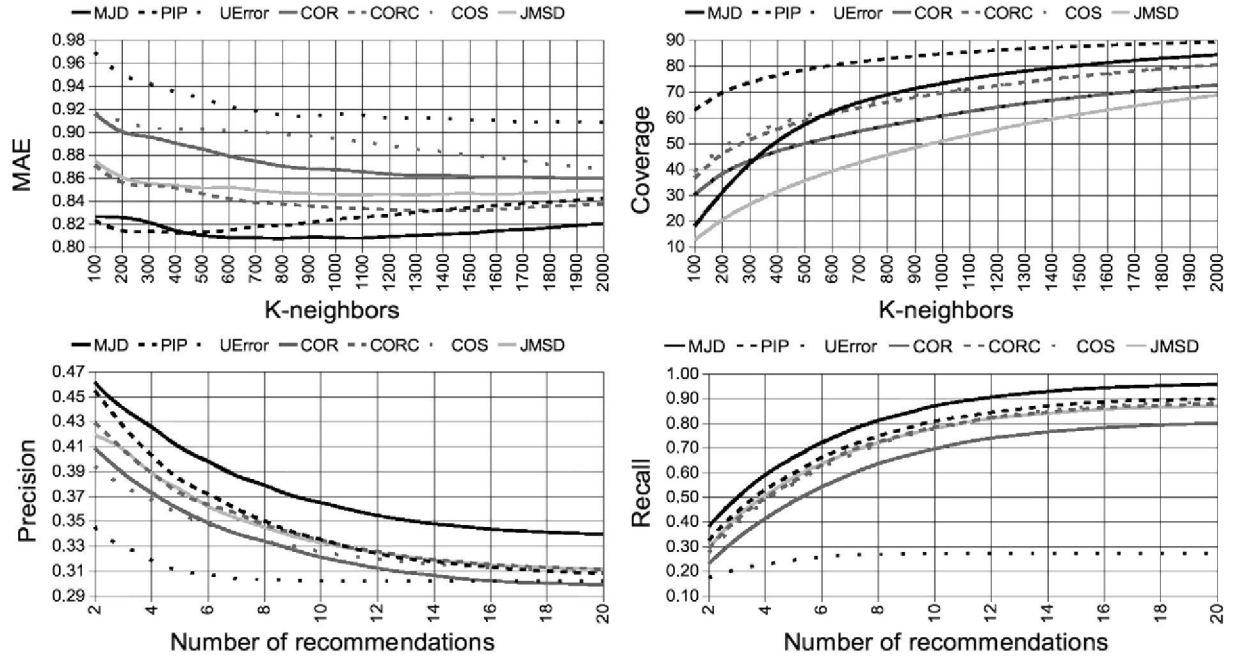 MJD PIP UError COR CORC COS JMSD
0.98
0.96
0.94
0.92
0.90
0.88
0.86
0.84
0.82
0.80
MAE
100 200 300 400 500 600 700 800 900 1000 1100 1200 1300 1400 1500 1600 1700 1800 1900 2000
K-neighbors
MJD PIP UError COR CORC COS JMSD
90
80
70
60
50
40
30
20
10
Coverage
100 200 300 400 500 600 700 800 900 1000 1100 1200 1300 1400 1500 1600 1700 1800 1900 2000
K-neighbors
MJD PIP UError COR CORC COS JMSD
0.47
0.45
0.43
0.41
0.39
0.37
0.35
0.33
0.31
0.29
Precision
2 4 6 8 10 12 14 16 18 20
Number of recommendations
MJD PIP UError COR CORC COS JMSD
1.00
0.90
0.80
0.70
0.60
0.50
0.40
0.30
0.20
0.10
Recall
2 4 6 8 10 12 14 16 18 20
Number of recommendations